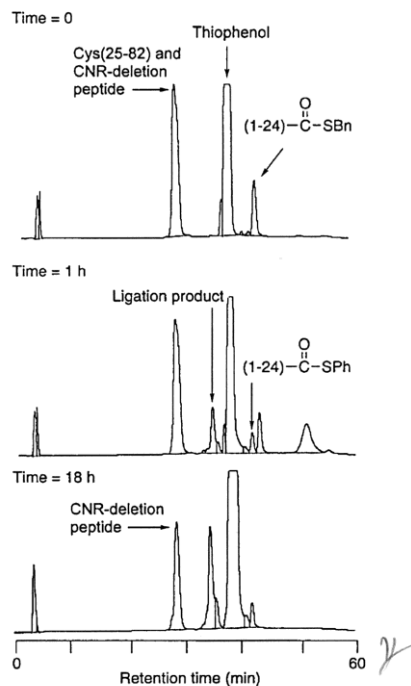 Time = 0
Thiophenol
Cys(25-82) and
CNR-deletion
peptide
O
(1-24)–C–SBn
Time = 1 h
Ligation product
O
(1-24)–C–SPh
Time = 18 h
CNR-deletion
peptide
0
60
Retention time (min)